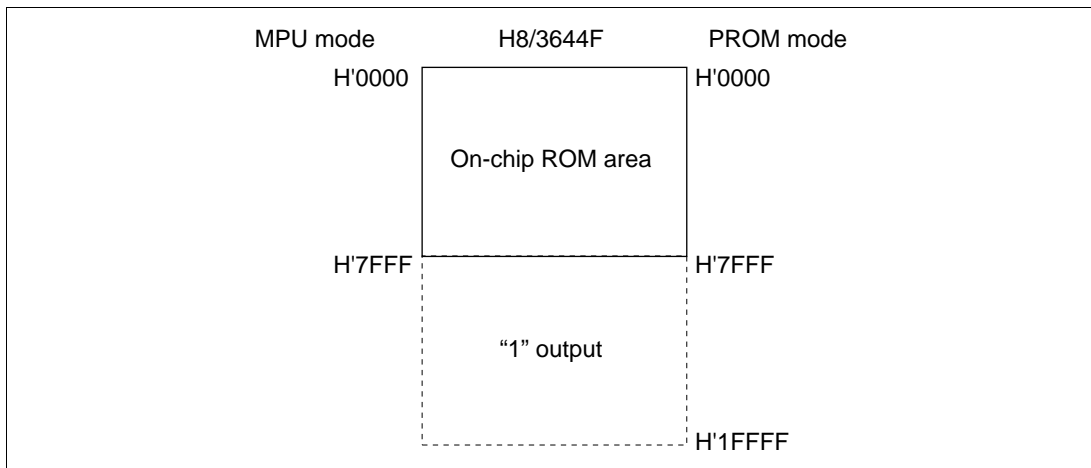 MPU mode H8/3644F PROM mode
H'0000 H'0000
On-chip ROM area
H'7FFF H'7FFF
“1” output
H'1FFFF